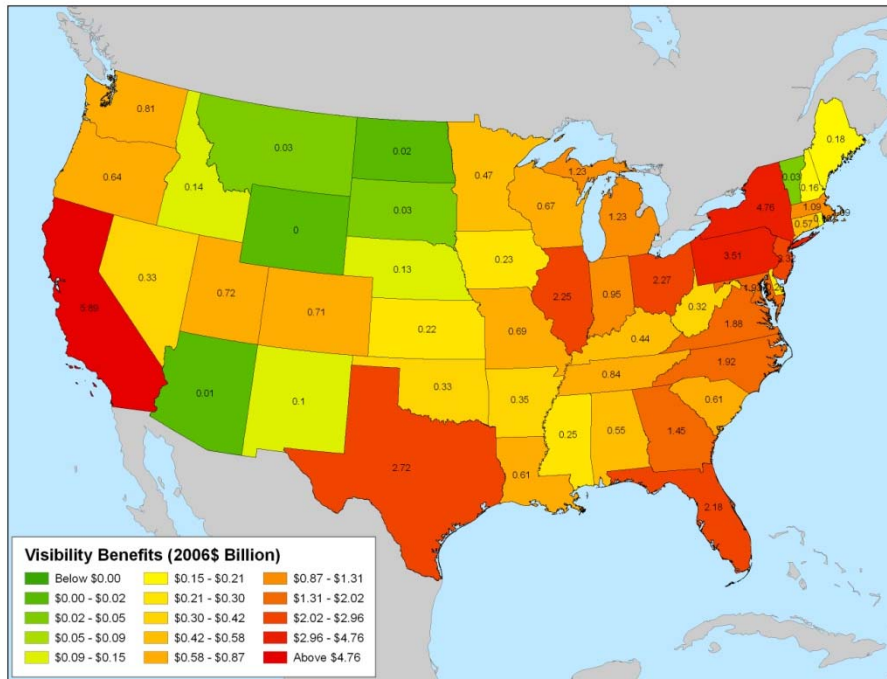 0.81
0.03
0.02
0.47
0.18
0.03
0.16
0.64
0.14
0.03
0.67
1.23
1.23
4.76
1.09
0.57
0
0.23
3.51
0.13
0.33
0.72
0.71
2.25
0.95
2.27
0.32
0.22
0.69
0.44
1.88
0.84
1.92
0.01
0.1
0.33
0.35
0.61
2.72
0.61
0.25
0.55
1.45
2.18
Visibility Benefits (2006$ Billion)
Below $0.00
$0.00 - $0.02
$0.02 - $0.05
$0.05 - $0.09
$0.09 - $0.15
$0.15 - $0.21
$0.21 - $0.30
$0.30 - $0.42
$0.42 - $0.58
$0.58 - $0.87
$0.87 - $1.31
$1.31 - $2.02
$2.02 - $2.96
$2.96 - $4.76
Above $4.76